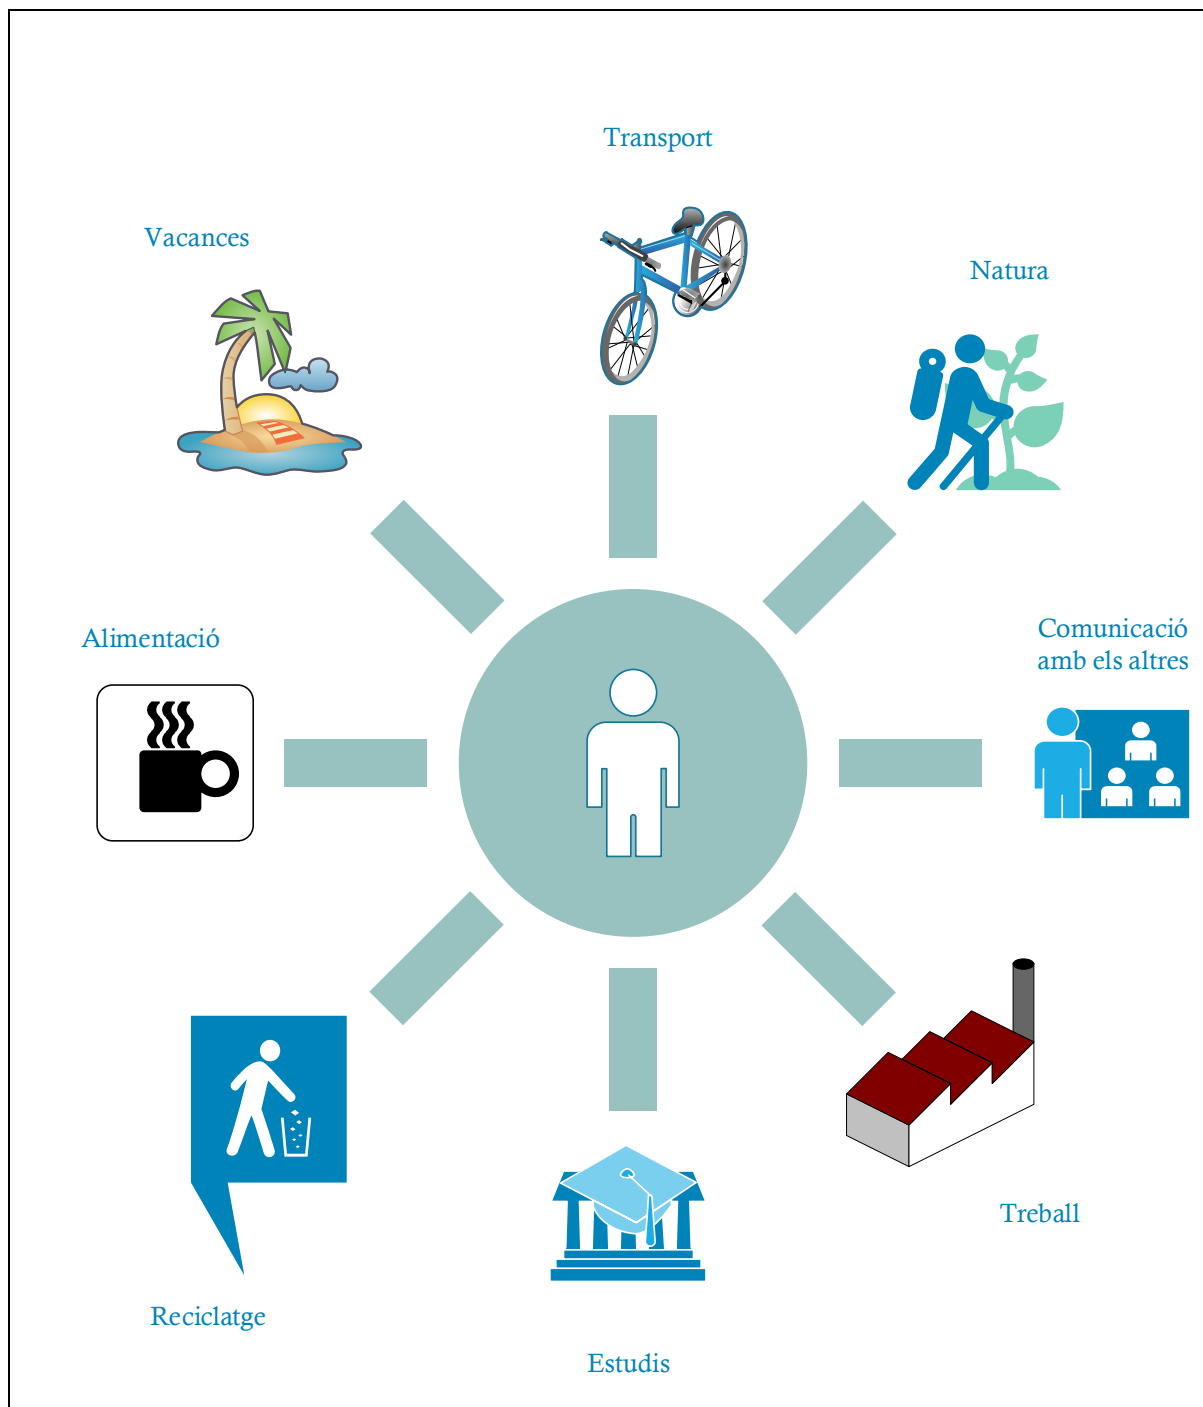 Transport
Vacances
Natura
Comunicació
amb els altres
Alimentació
Treball
Reciclatge
Estudis